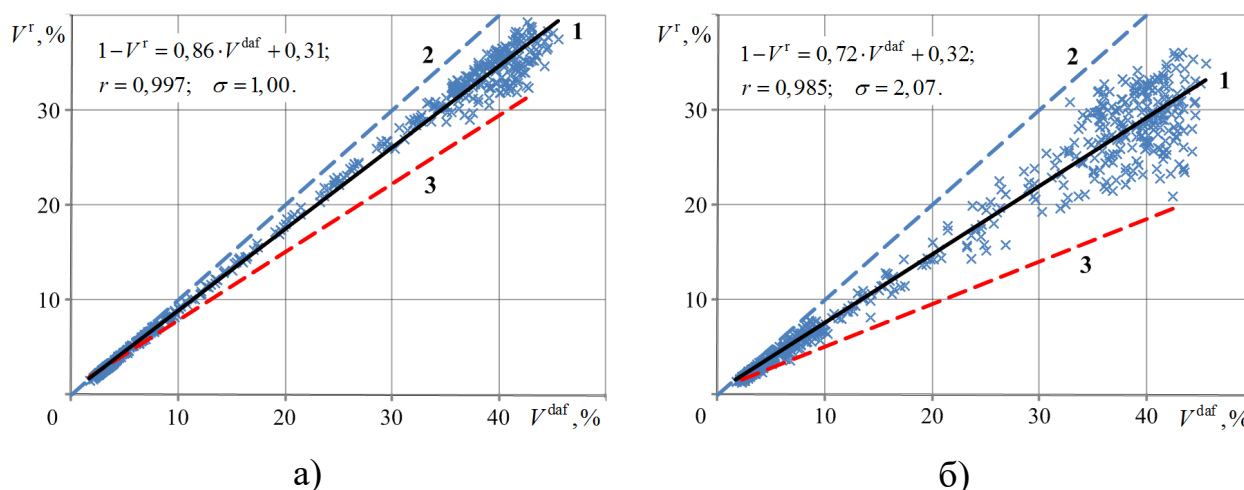 V^r, %
1−V^r = 0,86·V^daf + 0,31;
r = 0,997; σ = 1,00.
2
1
3
30
20
10
0
10
20
30
40
V^daf, %
а)
V^r, %
1−V^r = 0,72·V^daf + 0,32;
r = 0,985; σ = 2,07.
2
1
3
30
20
10
0
10
20
30
40
V^daf, %
б)